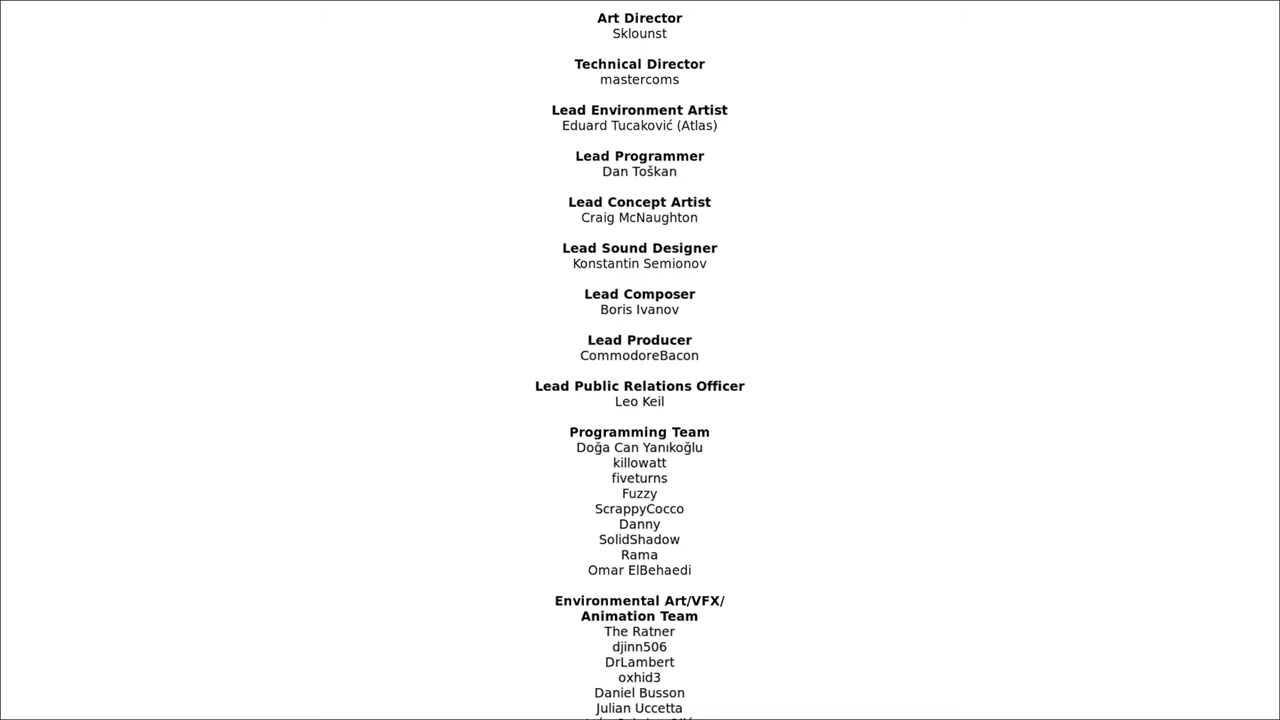 Art Director
Sklounst
Technical Director
mastercoms
Lead Environment Artist
Eduard Tucaković (Atlas)
Lead Programmer
Dan Toškan
Lead Concept Artist
Craig McNaughton
Lead Sound Designer
Konstantin Semionov
Lead Composer
Boris Ivanov
Lead Producer
CommodoreBacon
Lead Public Relations Officer
Leo Keil
Programming Team
Doğa Can Yanıkoğlu
killowatt
fiveturns
Fuzzy
ScrappyCocco
Danny
SolidShadow
Rama
Omar ElBehaedi
Environmental Art/VFX/
Animation Team
The Ratner
djinn506
DrLambert
oxhid3
Daniel Busson
Julian Uccetta